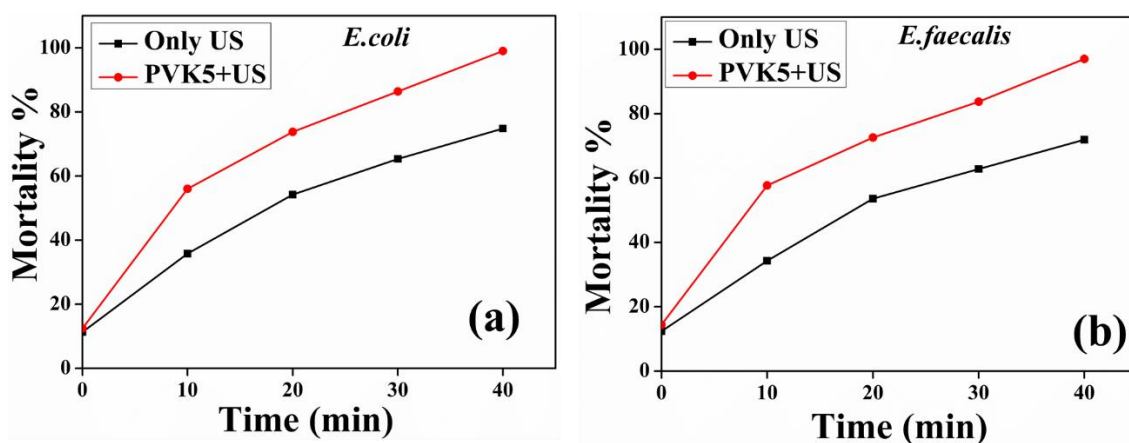 Only US
PVK5+US
E.coli
Mortality %
100
80
60
40
20
0
0 10 20 30 40
Time (min)
(a)
Only US
PVK5+US
E.faecalis
Mortality %
100
80
60
40
20
0
0 10 20 30 40
Time (min)
(b)